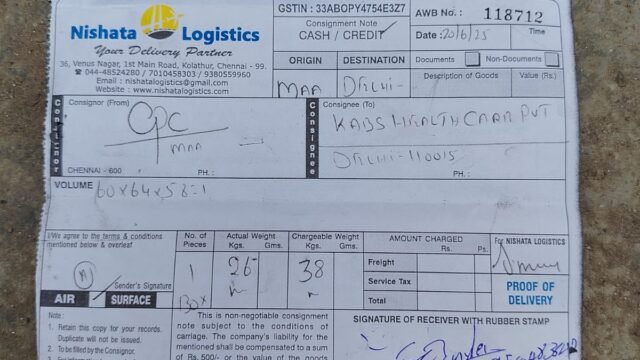 Nishata Logistics
Your Delivery Partner
36, Venus Nagar, 1st Main Road, Kolathur, Chennai - 99.
044-48524280 / 7010458303 / 9380559960
Email : nishatalogistics@gmail.com
Website : www.nishatalogistics.com
GSTIN : 33ABOPY4754E3Z7
Consignment Note
CASH / CREDIT
AWB No. : 118712
Date : 20/6/25
Time
ORIGIN
DESTINATION
Documents
Non-Documents
MAA
DELHI-
Description of Goods
Value (Rs.)
Consignor
Consignor (From)
CPC
MAA
CHENNAI - 600
PH. :
Consignee
Consignee (To)
KABS HEALTH CARR PVT
DELHI-110015
PH. :
VOLUME
60x64x58=1
I/We agree to the terms & conditions
mentioned below & overleaf
Sender's Signature
AIR
SURFACE
No. of Pieces
1
BOX
Actual Weight
Kgs. Gms.
26
Chargeable Weight
Kgs. Gms.
38
AMOUNT CHARGED
Rs. Ps.
Freight
Service Tax
Total
For NISHATA LOGISTICS
PROOF OF
DELIVERY
Note :
1. Retain this copy for your records.
Duplicate will not be issued.
2. To be filled by the Consignor.
This is non-negotiable consignment
note subject to the conditions of
carriage. The company's liability for the
mentioned shall be compensated to a sum
of Rs. 500/- or the value of the goods
SIGNATURE OF RECEIVER WITH RUBBER STAMP